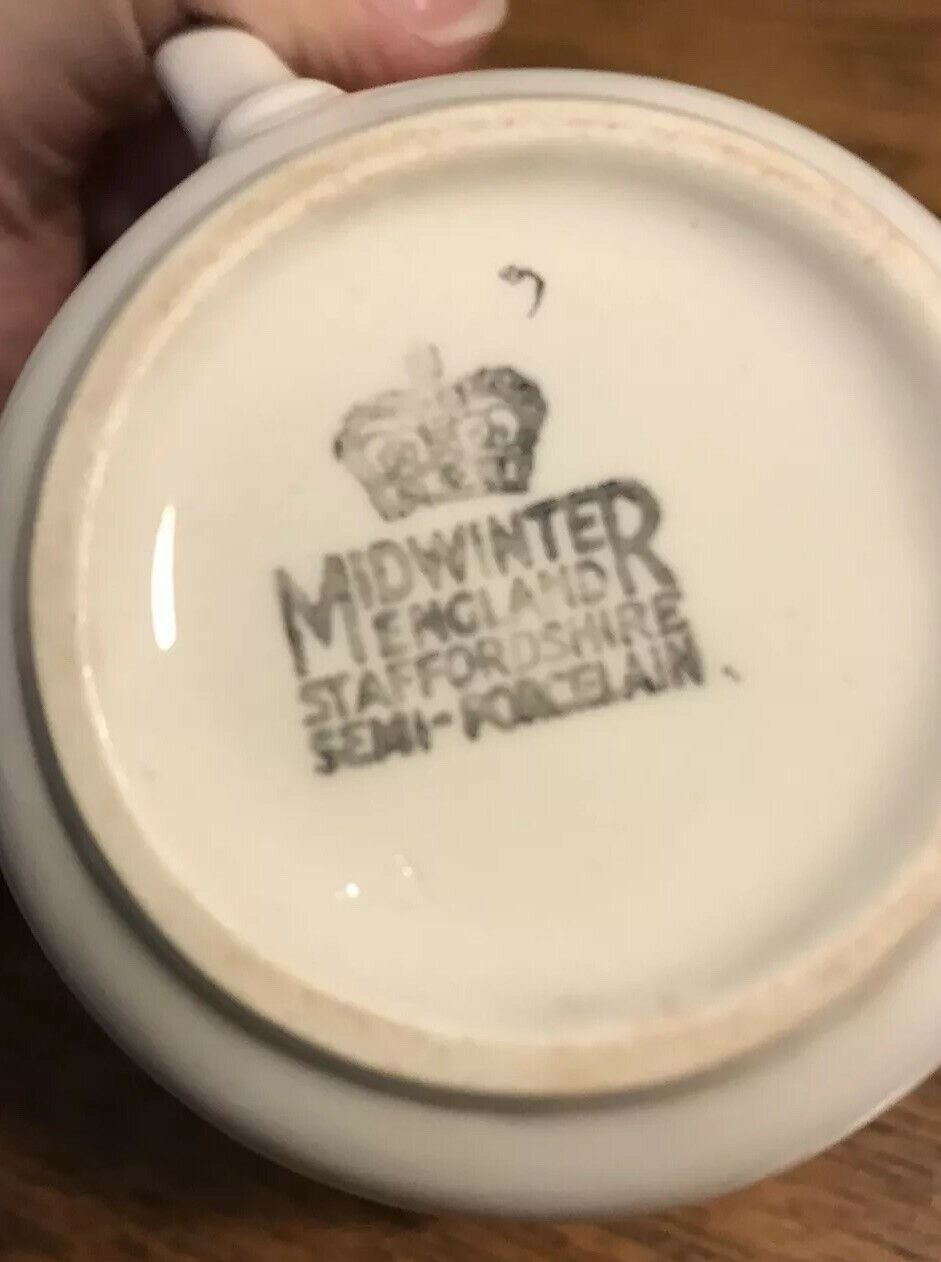 MIDWINTER
ENGLAND
STAFFORDSHIRE
SEMI-PORCELAIN